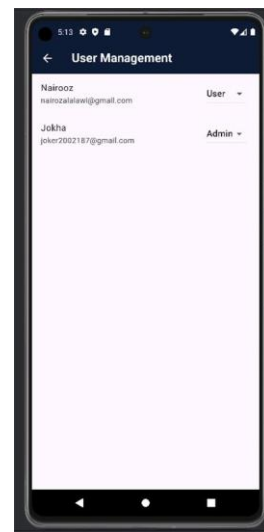 5:13
User Management
Nairooz
nairozalalawi@gmail.com
User
Jokha
joker2002187@gmail.com
Admin